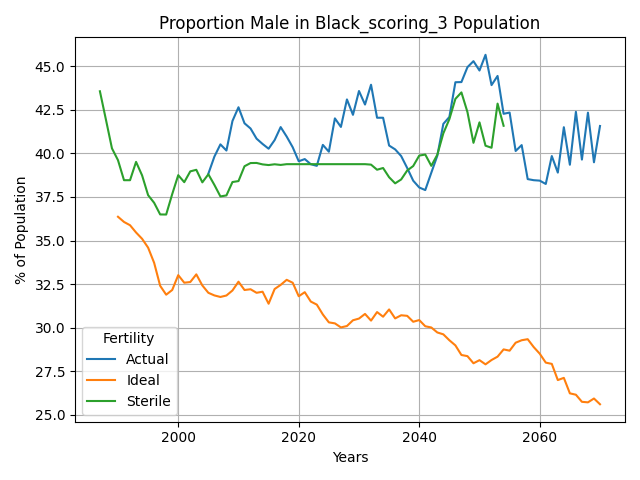 Proportion Male in Black_scoring_3 Population
% of Population
45.0
42.5
40.0
37.5
35.0
32.5
30.0
27.5
25.0
Fertility
Actual
Ideal
Sterile
2000 2020 2040 2060
Years